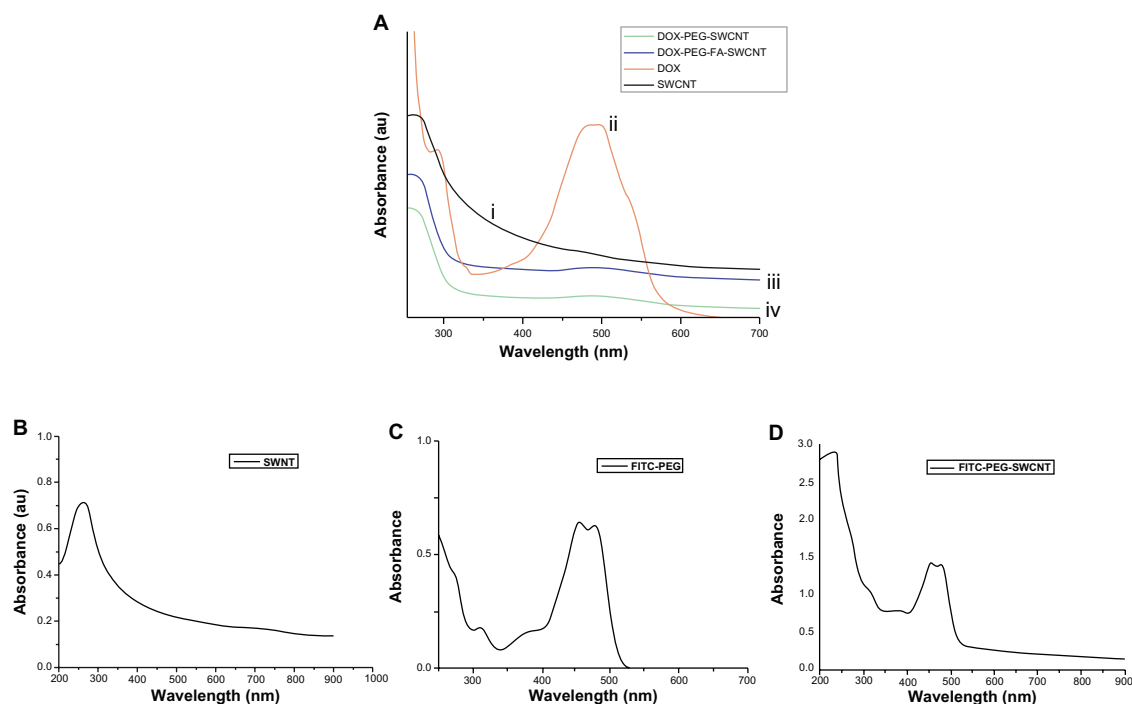 A
DOX-PEG-SWCNT
DOX-PEG-FA-SWCNT
DOX
SWCNT
Absorbance (au)
i
ii
iii
iv
300 400 500 600 700
Wavelength (nm)
B
SWNT
Absorbance (au)
1.0
0.8
0.6
0.4
0.2
0.0
200 300 400 500 600 700 800 900 1000
Wavelength (nm)
C
FITC-PEG
Absorbance
1.0
0.5
0.0
300 400 500 600 700
Wavelength (nm)
D
FITC-PEG-SWCNT
Absorbance
3.0
2.5
2.0
1.5
1.0
0.5
0.0
200 300 400 500 600 700 800 900
Wavelength (nm)